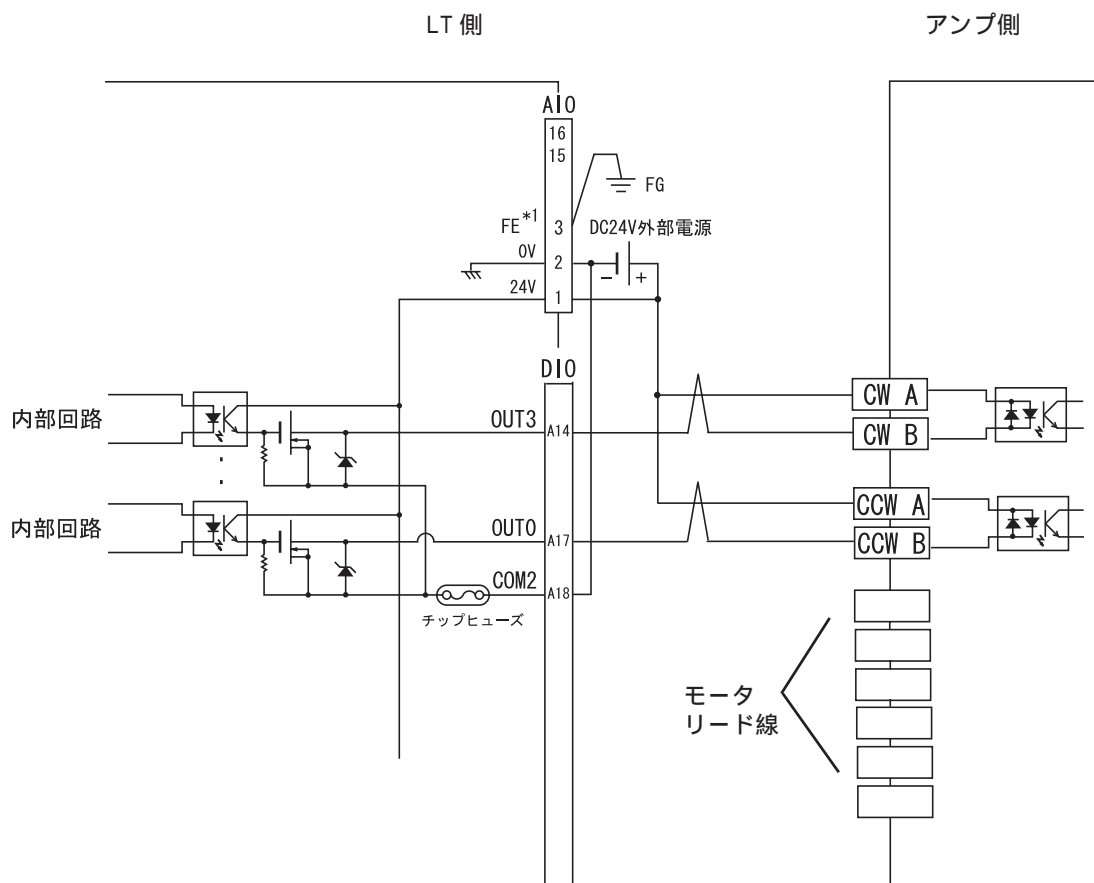 LT 側
アンプ側
AIO
16
15
FG
FE*1
3
DC24V外部電源
0V
2
− +
24V
1
DIO
内部回路
OUT3
A14
CW A
CW B
内部回路
OUT0
A17
CCW A
CCW B
COM2
A18
チップヒューズ
モータ
リード線